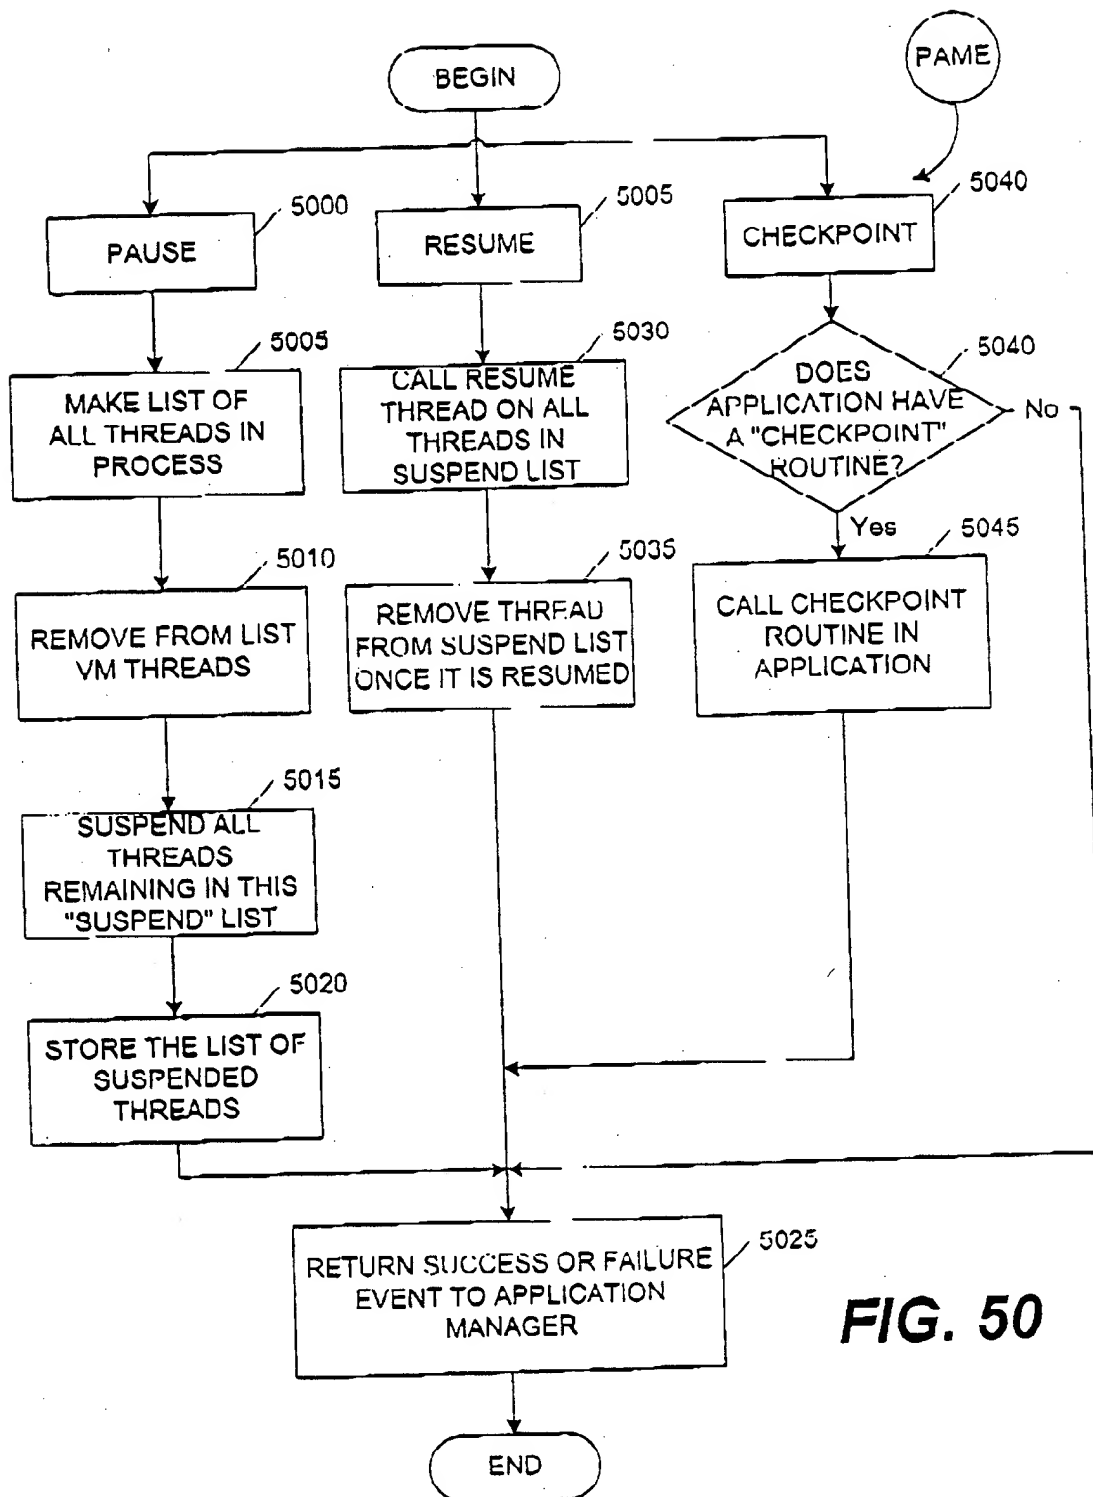 PAME
BEGIN
5000
PAUSE
5005
RESUME
5040
CHECKPOINT
5005
MAKE LIST OF
ALL THREADS IN
PROCESS
5030
CALL RESUME
THREAD ON ALL
THREADS IN
SUSPEND LIST
5040
DOES
APPLICATION HAVE
A "CHECKPOINT"
ROUTINE?
No
Yes
5010
REMOVE FROM LIST
VM THREADS
5035
REMOVE THREAD
FROM SUSPEND LIST
ONCE IT IS RESUMED
5045
CALL CHECKPOINT
ROUTINE IN
APPLICATION
5015
SUSPEND ALL
THREADS
REMAINING IN THIS
"SUSPEND" LIST
5020
STORE THE LIST OF
SUSPENDED
THREADS
5025
RETURN SUCCESS OR FAILURE
EVENT TO APPLICATION
MANAGER
FIG. 50
END